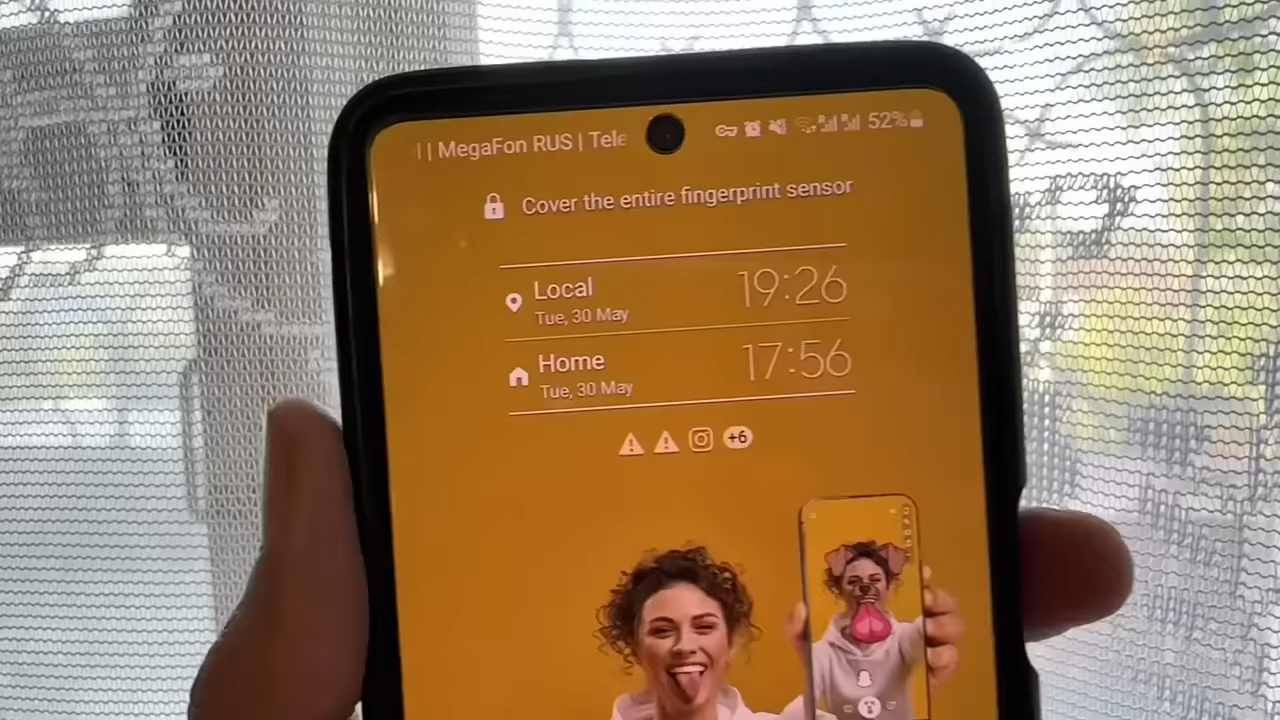 | MegaFon RUS | Tele
52%
Cover the entire fingerprint sensor
Local
19:26
Tue, 30 May
Home
17:56
Tue, 30 May
+6